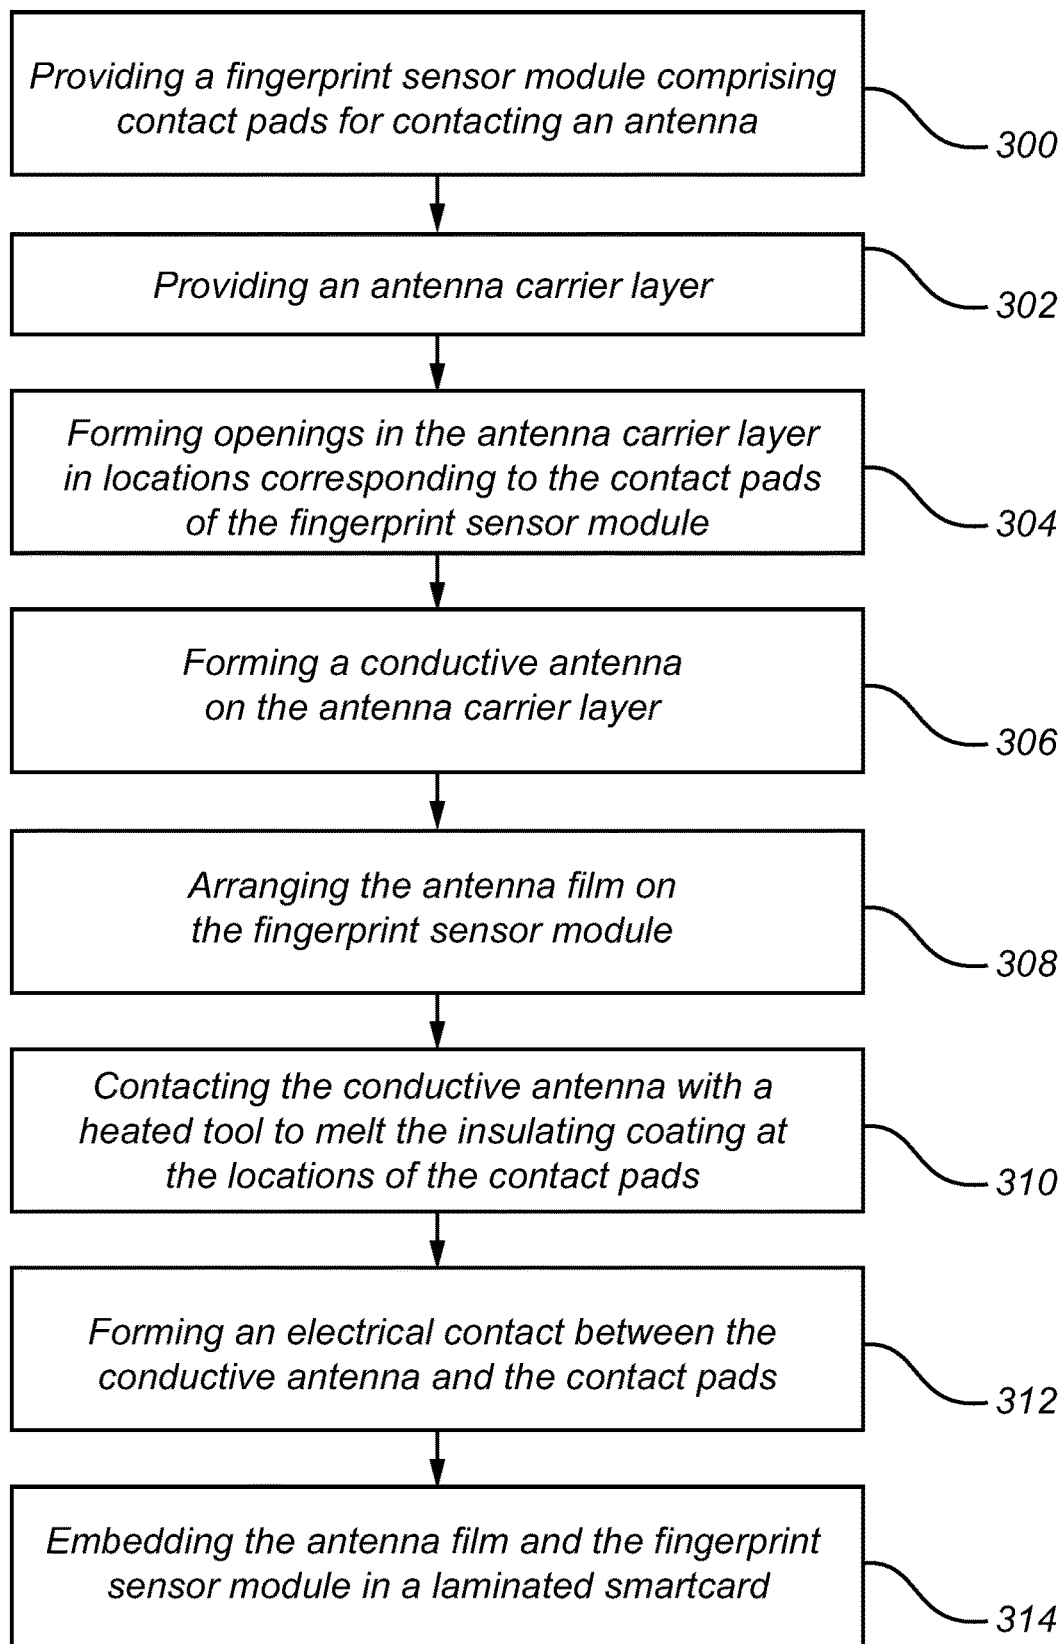 Providing a fingerprint sensor module comprising
contact pads for contacting an antenna
300
Providing an antenna carrier layer
302
Forming openings in the antenna carrier layer
in locations corresponding to the contact pads
of the fingerprint sensor module
304
Forming a conductive antenna
on the antenna carrier layer
306
Arranging the antenna film on
the fingerprint sensor module
308
Contacting the conductive antenna with a
heated tool to melt the insulating coating at
the locations of the contact pads
310
Forming an electrical contact between the
conductive antenna and the contact pads
312
Embedding the antenna film and the fingerprint
sensor module in a laminated smartcard
314